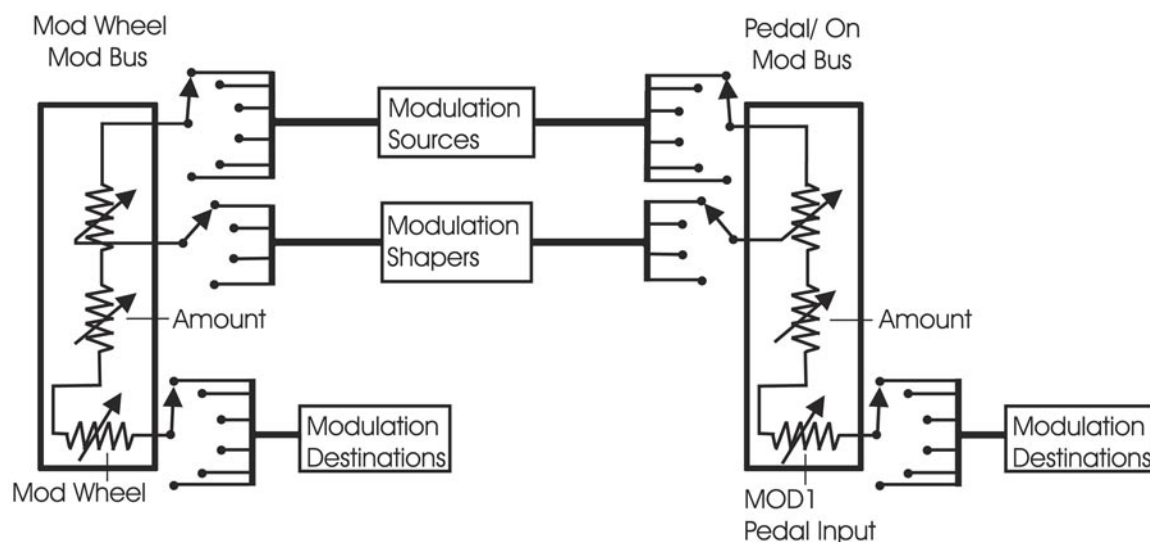 Mod Wheel
Mod Bus
Pedal/ On
Mod Bus
Modulation
Sources
Modulation
Shapers
Amount
Amount
Modulation
Destinations
Modulation
Destinations
Mod Wheel
MOD1
Pedal Input